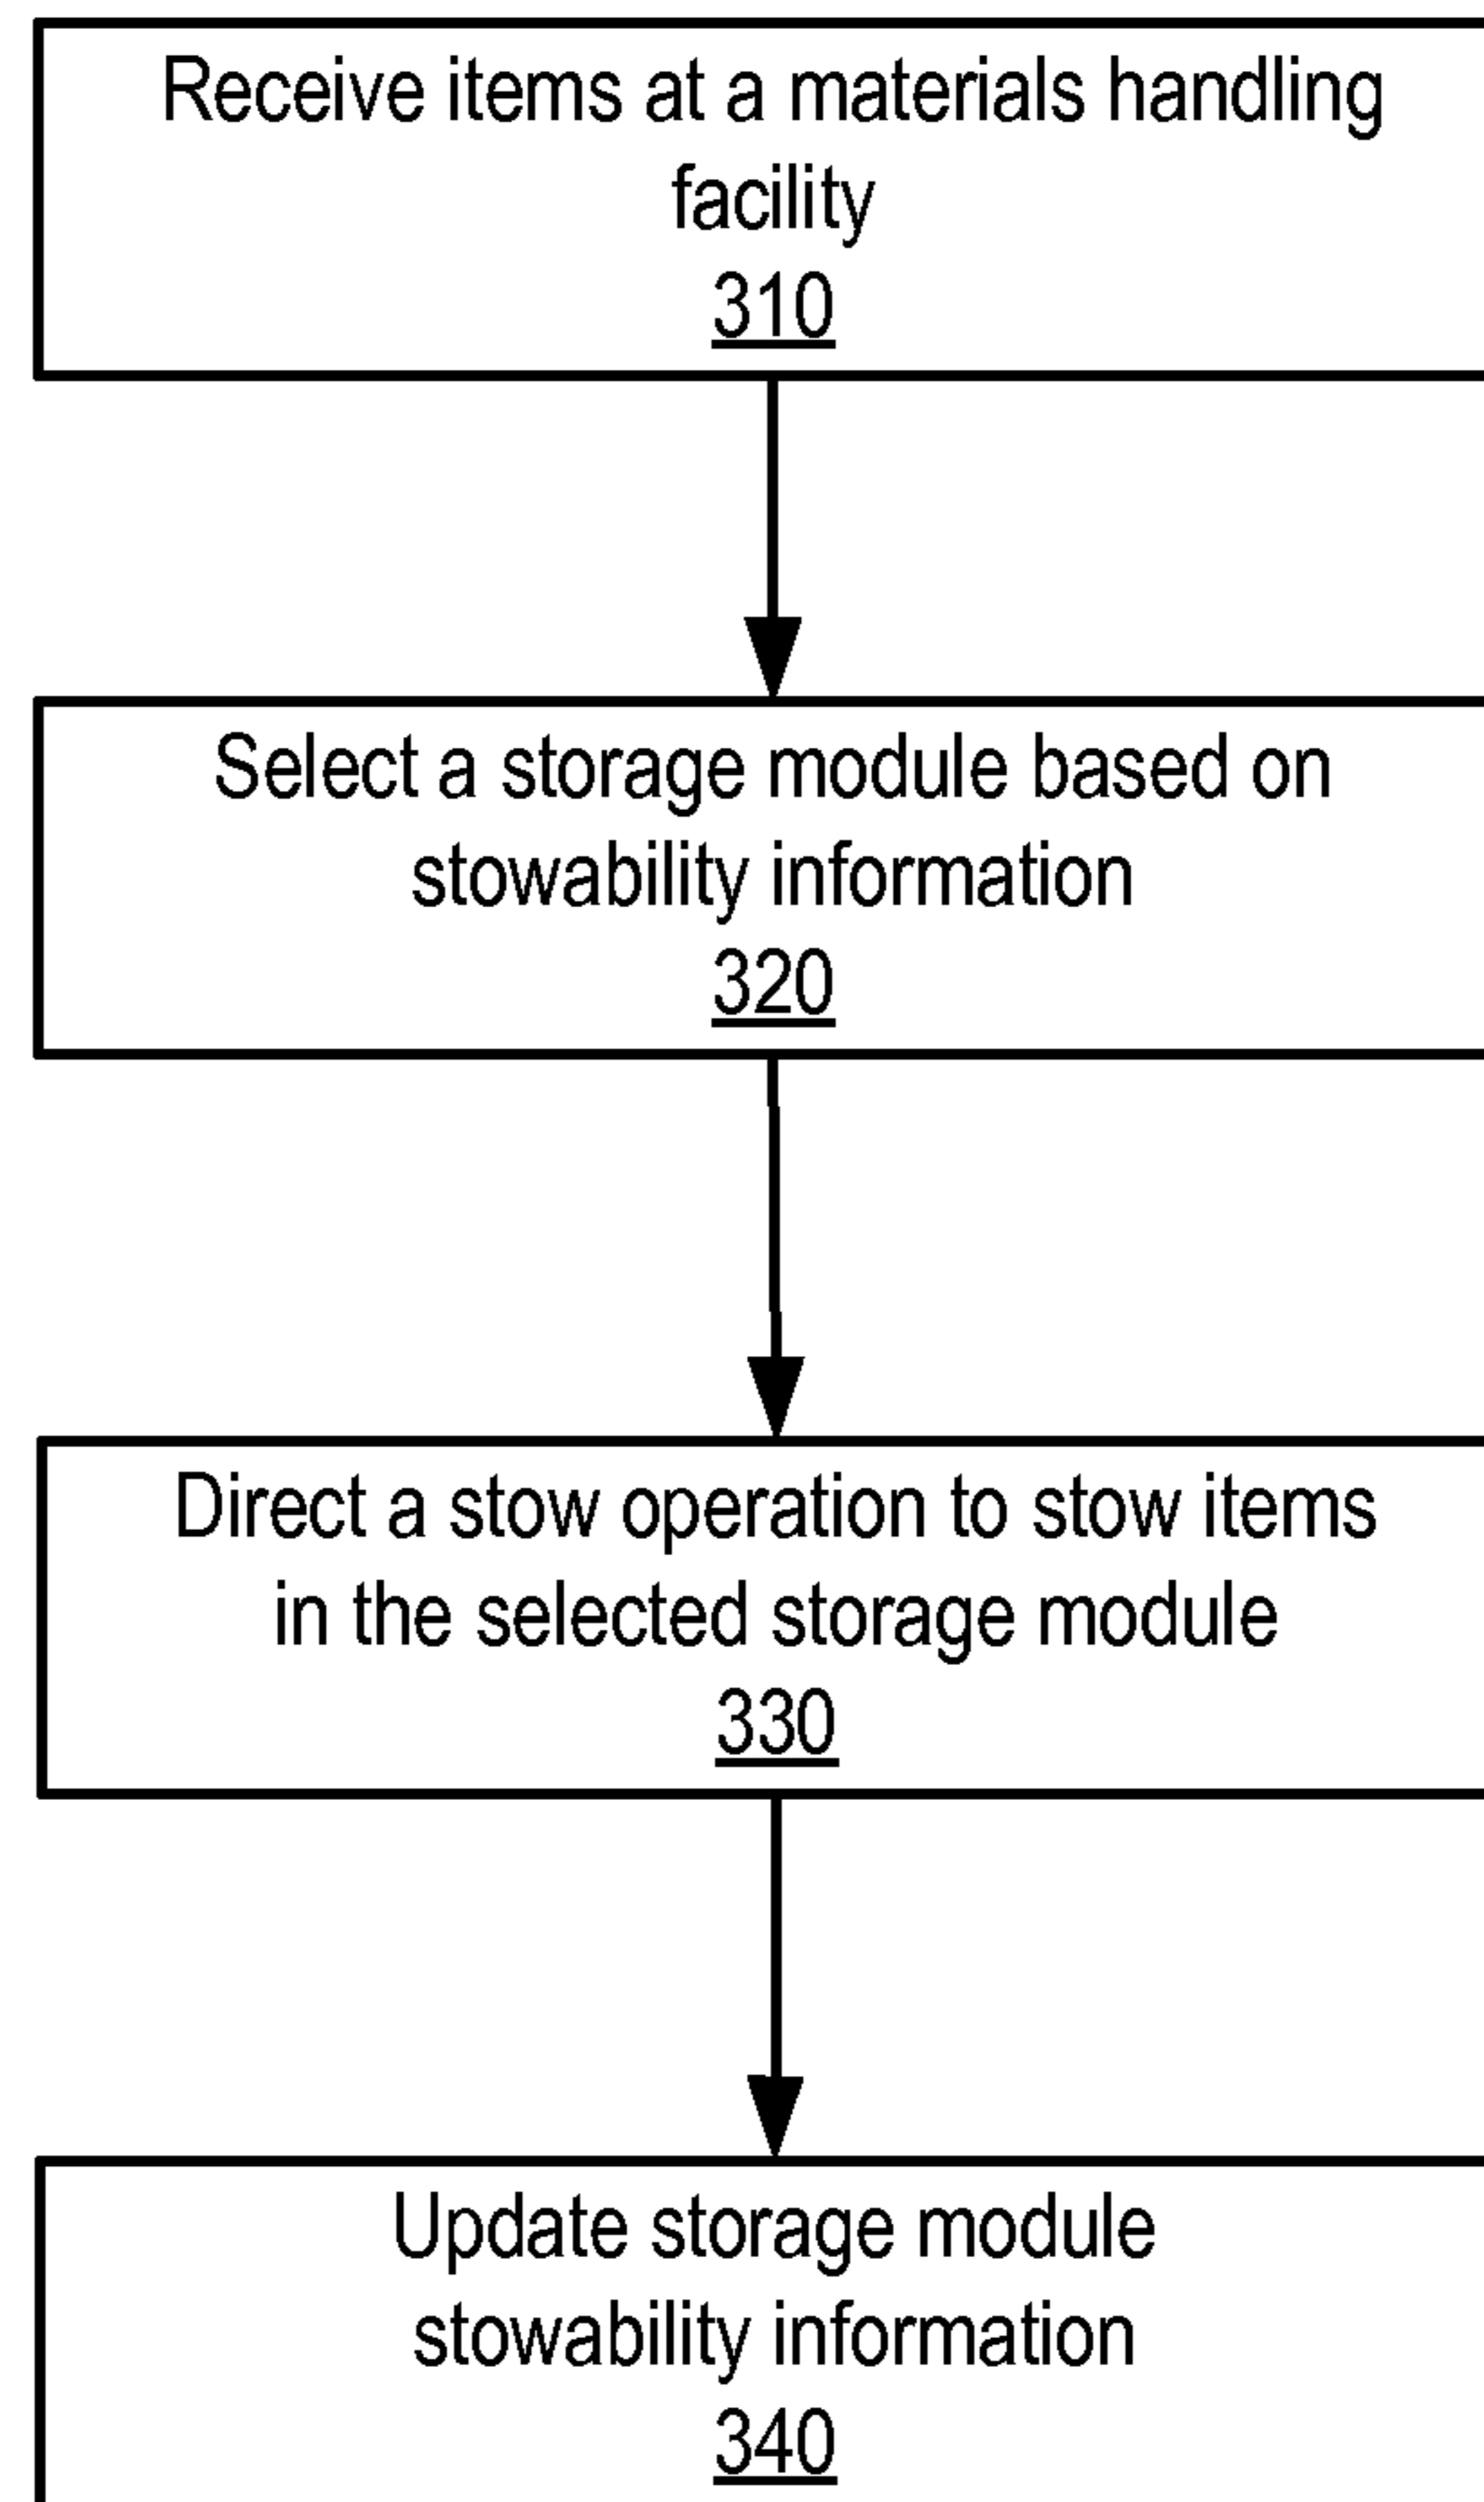 Receive items at a materials handling
facility
310
Select a storage module based on
stowability information
320
Direct a stow operation to stow items
in the selected storage module
330
Update storage module
stowability information
340